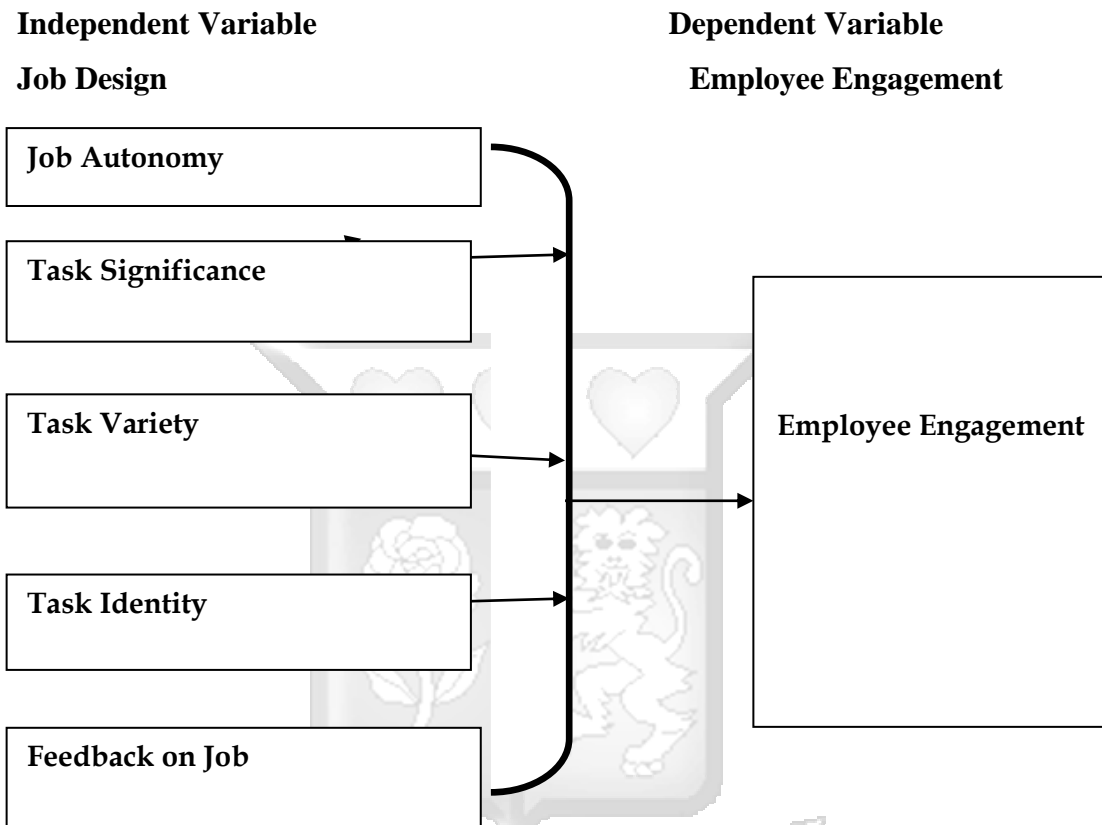 Independent Variable
Dependent Variable
Job Design
Employee Engagement
Job Autonomy
Task Significance
Task Variety
Employee Engagement
Task Identity
Feedback on Job